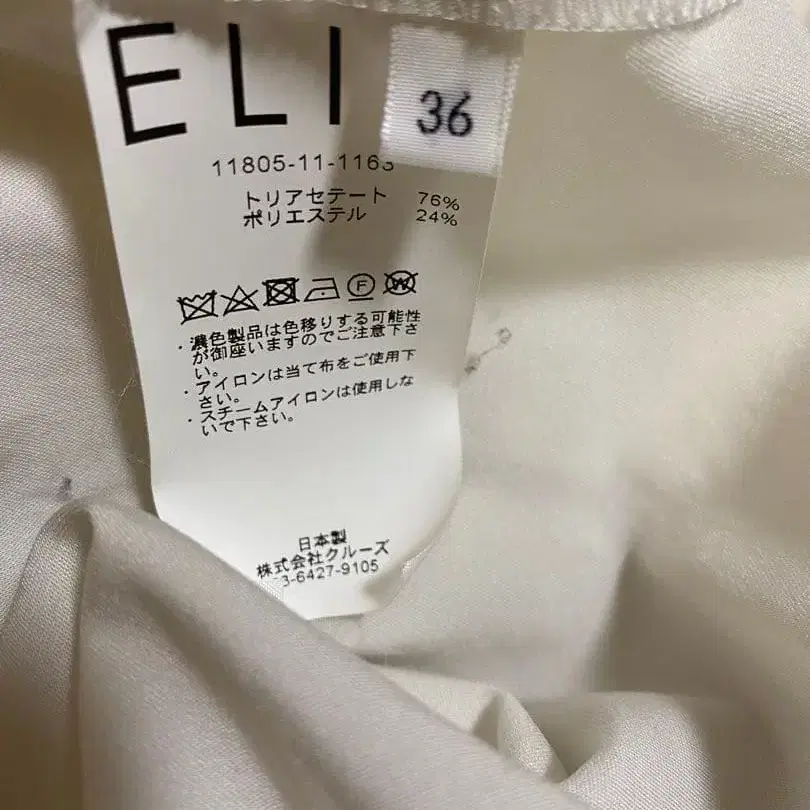 ELI
36
11805-11-1163
トリアセテート 76%
ポリエステル 24%
F W
・濃色製品は色移りする可能性
が御座いますのでご注意下さ
い。
・アイロンは当て布をご使用下
さい。
・スチームアイロンは使用しな
いで下さい。
日本製
株式会社クルーズ
3-6427-9105